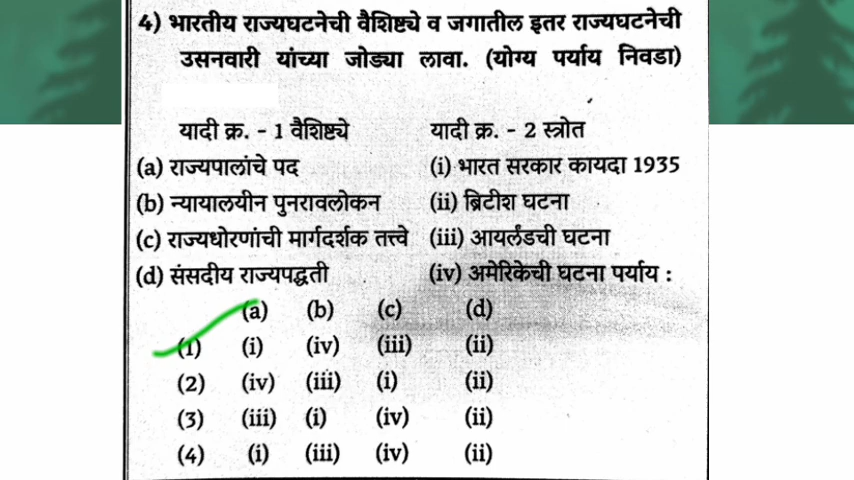 4) भारतीय राज्यघटनेची वैशिष्ट्ये व जगातील इतर राज्यघटनेची
उसनवारी यांच्या जोड्या लावा. (योग्य पर्याय निवडा)
यादी क्र. - 1 वैशिष्ट्ये यादी क्र. - 2 स्त्रोत
(a) राज्यपालांचे पद (i) भारत सरकार कायदा 1935
(b) न्यायालयीन पुनरावलोकन (ii) ब्रिटीश घटना
(c) राज्यधोरणांची मार्गदर्शक तत्त्वे (iii) आयर्लंडची घटना
(d) संसदीय राज्यपद्धती (iv) अमेरिकेची घटना पर्याय :
(a) (b) (c) (d)
(1) (i) (iv) (iii) (ii)
(2) (iv) (iii) (i) (ii)
(3) (iii) (i) (iv) (ii)
(4) (i) (iii) (iv) (ii)